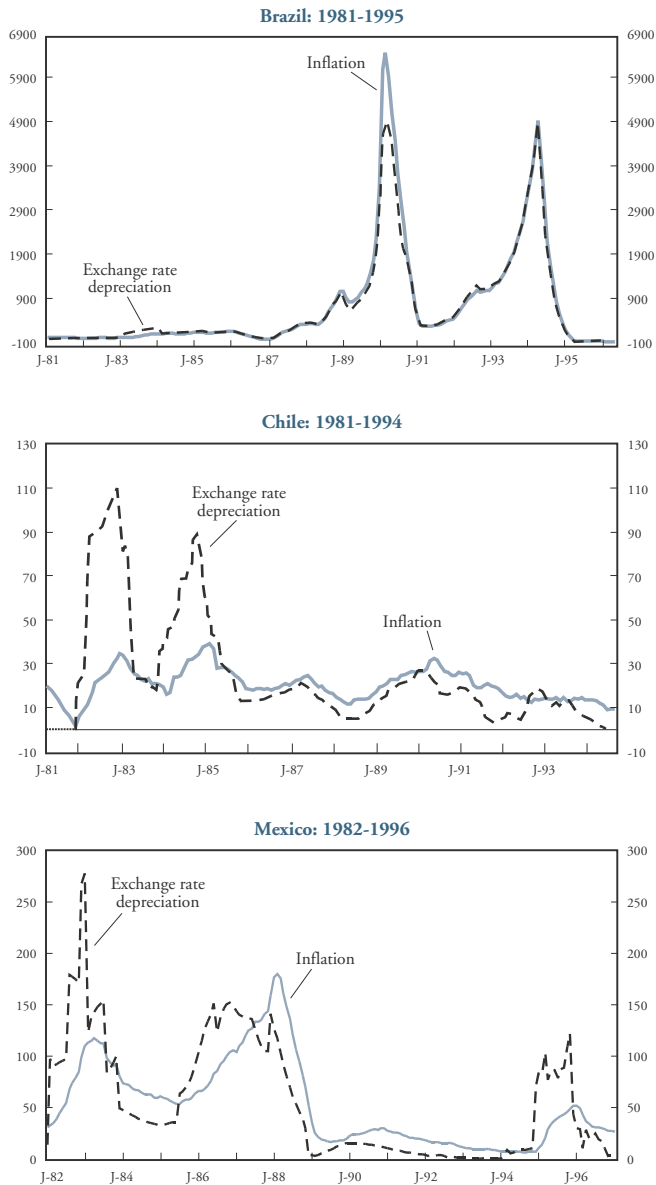 Brazil: 1981-1995
6900 6900
Inflation
5900 5900
4900 4900
3900 3900
2900 2900
1900 1900
Exchange rate
depreciation
900 900
-100 -100
J-81 J-83 J-85 J-87 J-89 J-91 J-93 J-95
Chile: 1981-1994
130 130
110 110
Exchange rate
depreciation
90 90
70 70
50 50
Inflation
30 30
10 10
-10 -10
J-81 J-83 J-85 J-87 J-89 J-91 J-93
Mexico: 1982-1996
300 300
Exchange rate
depreciation
250 250
200 200
Inflation
150 150
100 100
50 50
0 0
J-82 J-84 J-86 J-88 J-90 J-92 J-94 J-96